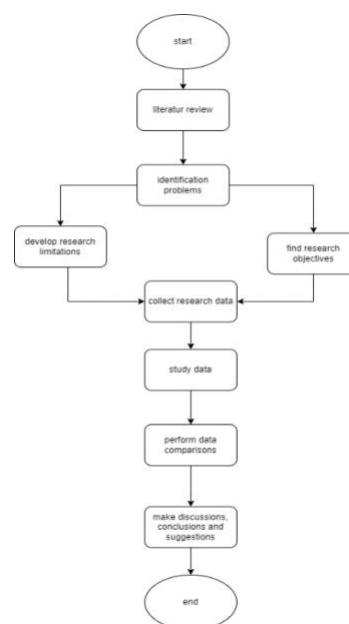 start
literatur review
identification
problems
develop research
limitations
find research
objectives
collect research data
study data
perform data
comparisons
make discussions,
conclusions and
suggestions
end